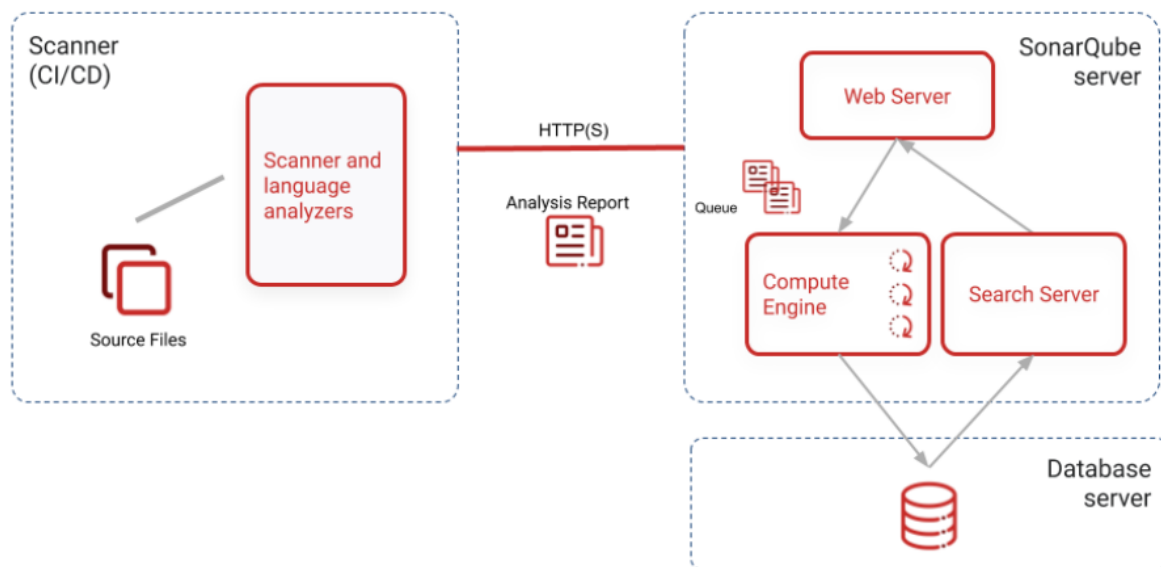 Scanner
(CI/CD)
Scanner and
language
analyzers
Source Files
HTTP(S)
Analysis Report
SonarQube
server
Web Server
Queue
Compute
Engine
Search Server
Database
server